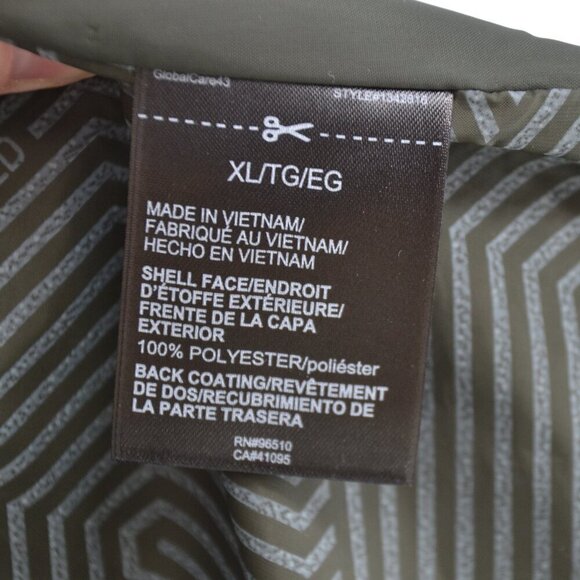 GlobalCare43
STYLE#1342616
XL/TG/EG
MADE IN VIETNAM/
FABRIQUÉ AU VIETNAM/
HECHO EN VIETNAM
SHELL FACE/ENDROIT
D'ÉTOFFE EXTÉRIEURE/
FRENTE DE LA CAPA
EXTERIOR
100% POLYESTER/poliéster
BACK COATING/REVÊTEMENT
DE DOS/RECUBRIMIENTO DE
LA PARTE TRASERA
RN#96510
CA#41095